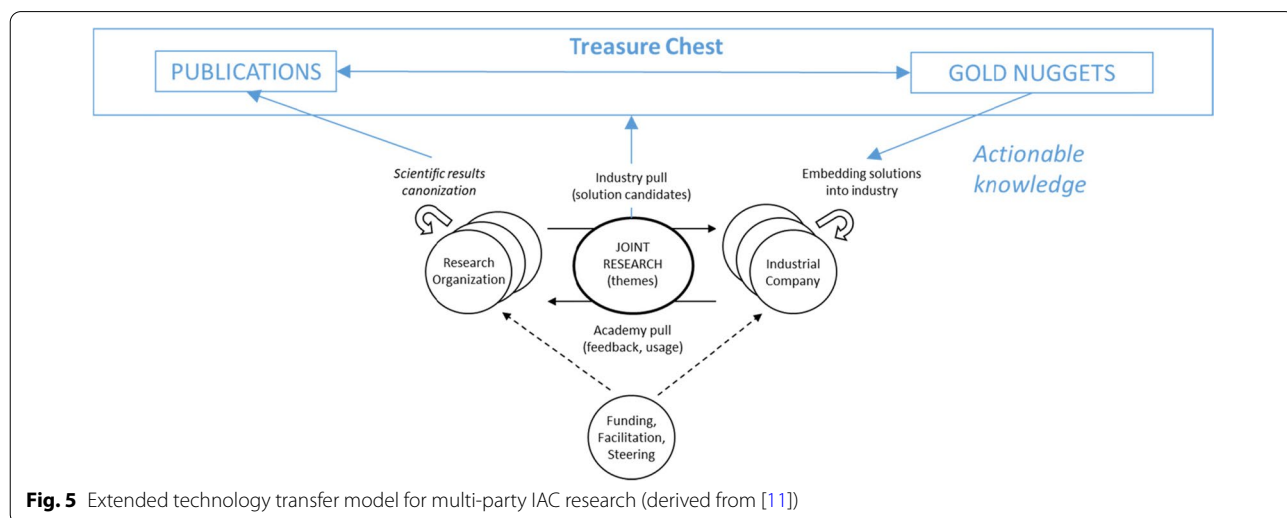 Treasure Chest
PUBLICATIONS
GOLD NUGGETS
Scientific results
canonization
Industry pull
(solution candidates)
Embedding solutions
into industry
Actionable
knowledge
Research
Organization
JOINT
RESEARCH
(themes)
Industrial
Company
Academy pull
(feedback, usage)
Funding,
Facilitation,
Steering
Fig. 5 Extended technology transfer model for multi-party IAC research (derived from [11])